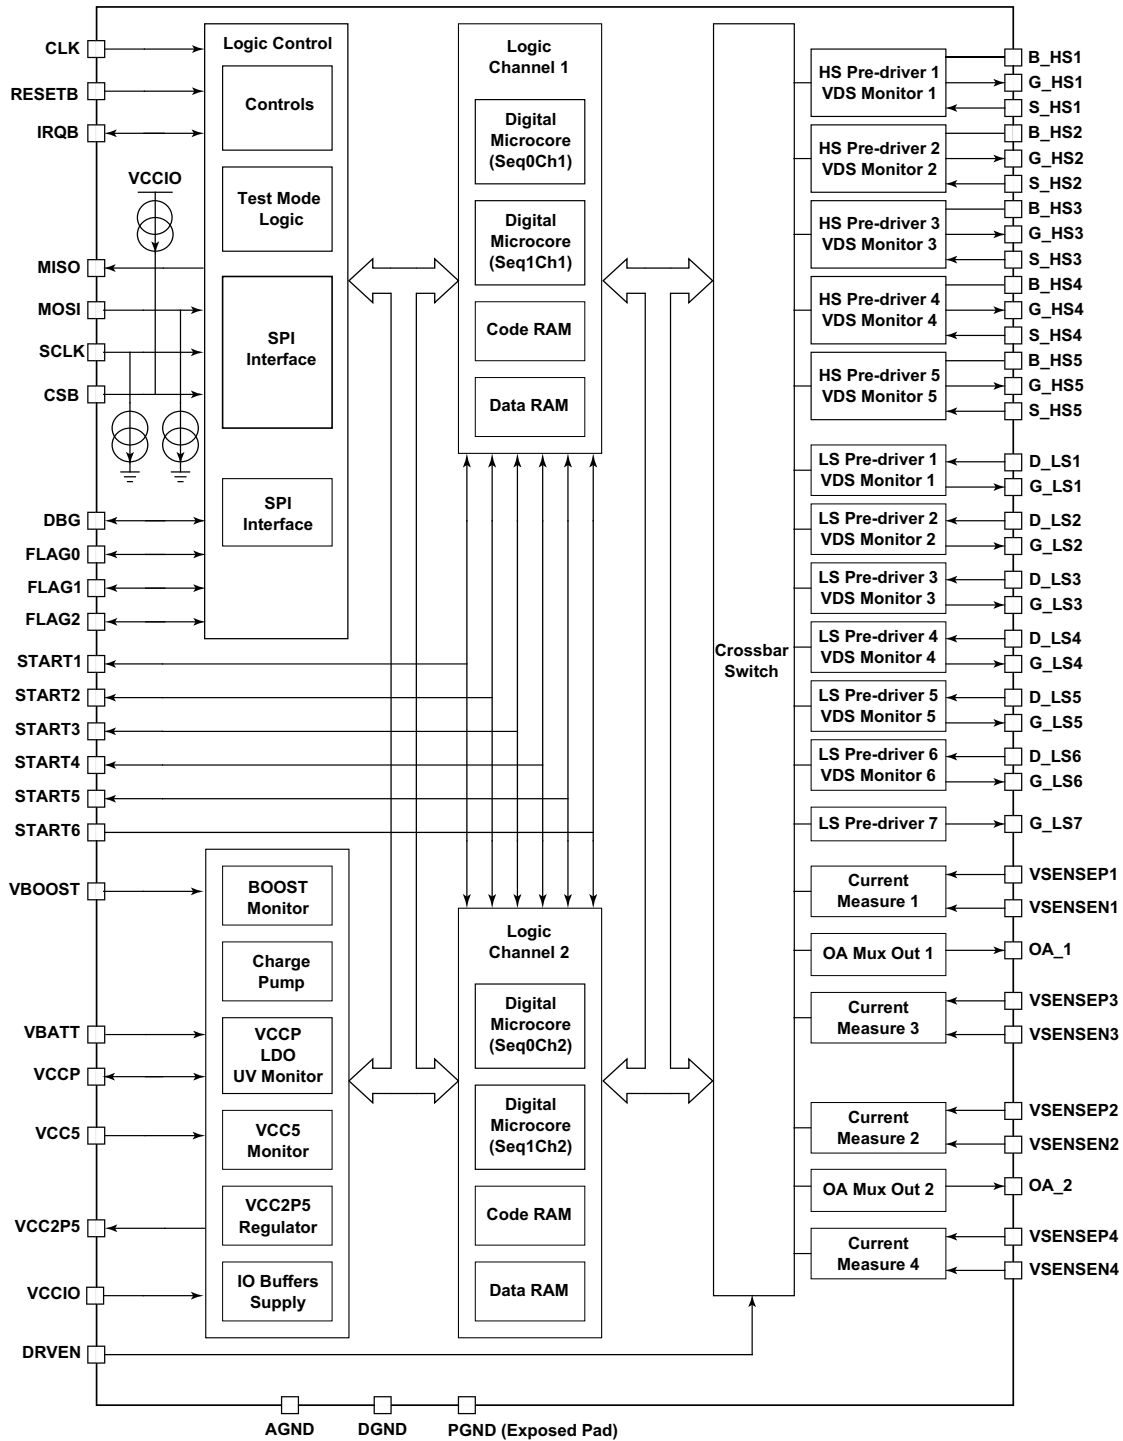 CLK
RESETB
IRQB
VCCIO
MISO
MOSI
SCLK
CSB
DBG
FLAG0
FLAG1
FLAG2
START1
START2
START3
START4
START5
START6
VBOOST
VBATT
VCCP
VCC5
VCC2P5
VCCIO
DRVEN
Logic Control
Controls
Test Mode
Logic
SPI
Interface
SPI
Interface
BOOST
Monitor
Charge
Pump
VCCP
LDO
UV Monitor
VCC5
Monitor
VCC2P5
Regulator
IO Buffers
Supply
Logic
Channel 1
Digital
Microcore
(Seq0Ch1)
Digital
Microcore
(Seq1Ch1)
Code RAM
Data RAM
Logic
Channel 2
Digital
Microcore
(Seq0Ch2)
Digital
Microcore
(Seq1Ch2)
Code RAM
Data RAM
Crossbar
Switch
HS Pre-driver 1
VDS Monitor 1
HS Pre-driver 2
VDS Monitor 2
HS Pre-driver 3
VDS Monitor 3
HS Pre-driver 4
VDS Monitor 4
HS Pre-driver 5
VDS Monitor 5
LS Pre-driver 1
VDS Monitor 1
LS Pre-driver 2
VDS Monitor 2
LS Pre-driver 3
VDS Monitor 3
LS Pre-driver 4
VDS Monitor 4
LS Pre-driver 5
VDS Monitor 5
LS Pre-driver 6
VDS Monitor 6
LS Pre-driver 7
Current
Measure 1
OA Mux Out 1
Current
Measure 3
Current
Measure 2
OA Mux Out 2
Current
Measure 4
B_HS1
G_HS1
S_HS1
B_HS2
G_HS2
S_HS2
B_HS3
G_HS3
S_HS3
B_HS4
G_HS4
S_HS4
B_HS5
G_HS5
S_HS5
D_LS1
G_LS1
D_LS2
G_LS2
D_LS3
G_LS3
D_LS4
G_LS4
D_LS5
G_LS5
D_LS6
G_LS6
G_LS7
VSENSEP1
VSENSEN1
OA_1
VSENSEP3
VSENSEN3
VSENSEP2
VSENSEN2
OA_2
VSENSEP4
VSENSEN4
AGND
DGND
PGND (Exposed Pad)